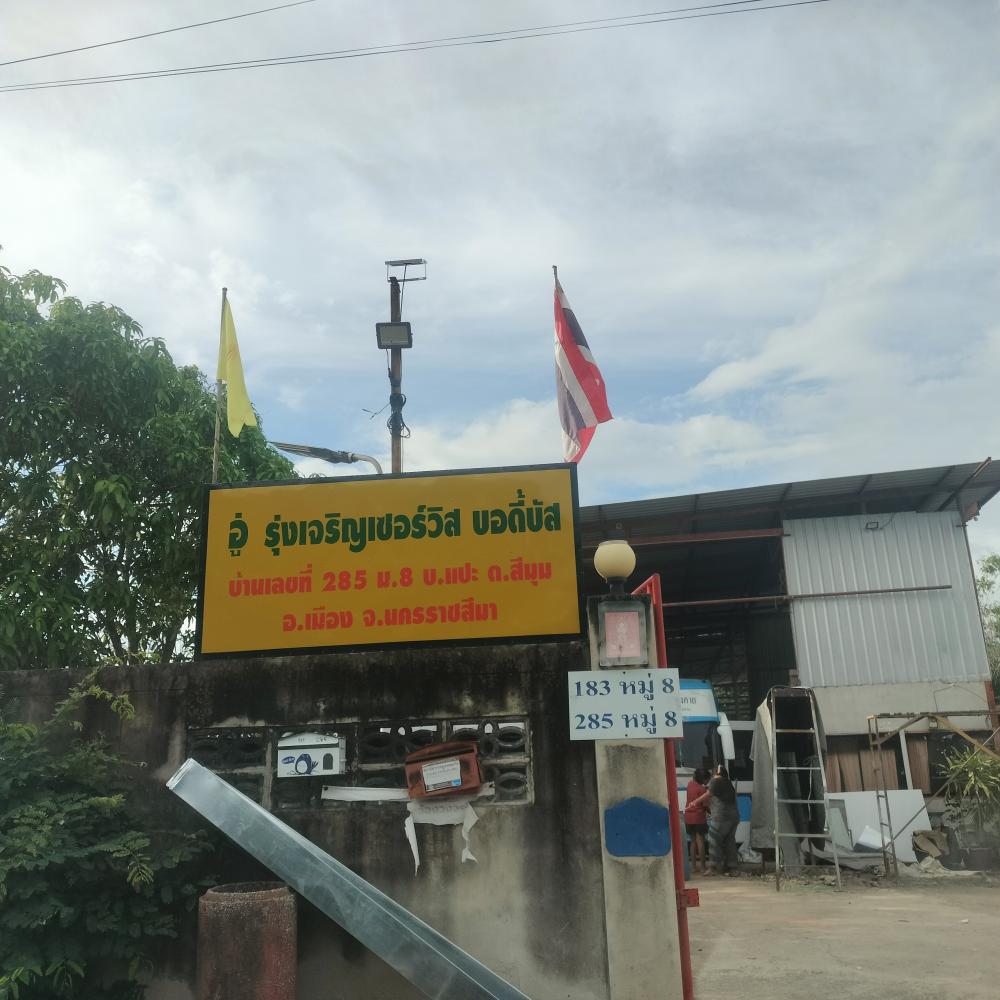 อู่ รุ่งเจริญเซอร์วิส บอดี้บัส
บ้านเลขที่ 285 ม.8 บ.แปะ ต.สีมุม
อ.เมือง จ.นครราชสีมา
183 หมู่ 8
285 หมู่ 8